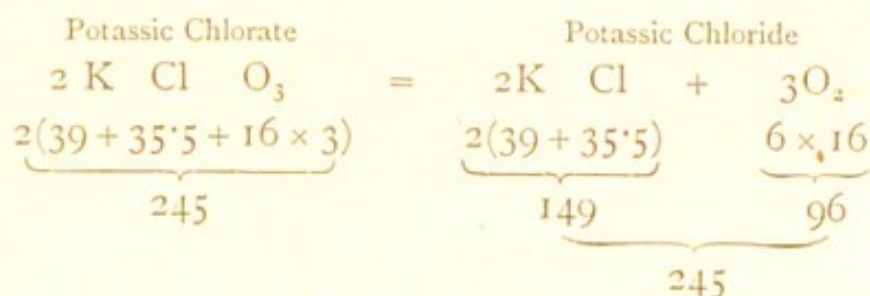 Potassic Chlorate Potassic Chloride
2 K Cl O₃ = 2K Cl + 3O₂
2(39 + 35·5 + 16 × 3) 2(39 + 35·5) 6 × 16
245 149 96
245